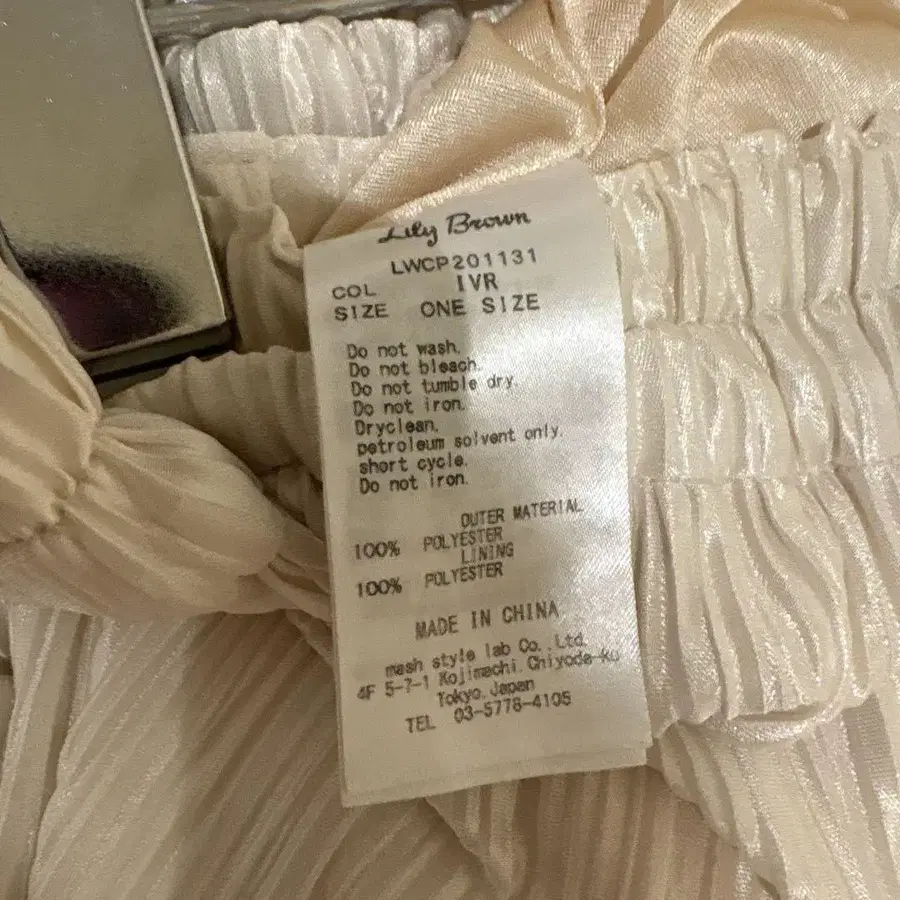 Lily Brown
LWCP201131
COL IVR
SIZE ONE SIZE
Do not wash.
Do not bleach.
Do not tumble dry.
Do not iron.
Dryclean.
petroleum solvent only.
short cycle.
Do not iron.
OUTER MATERIAL
100% POLYESTER
LINING
100% POLYESTER
MADE IN CHINA
mash style lab Co.,Ltd.
4F 5-7-1 Kojimachi.Chiyoda-ku
Tokyo.Japan
TEL 03-5778-4105